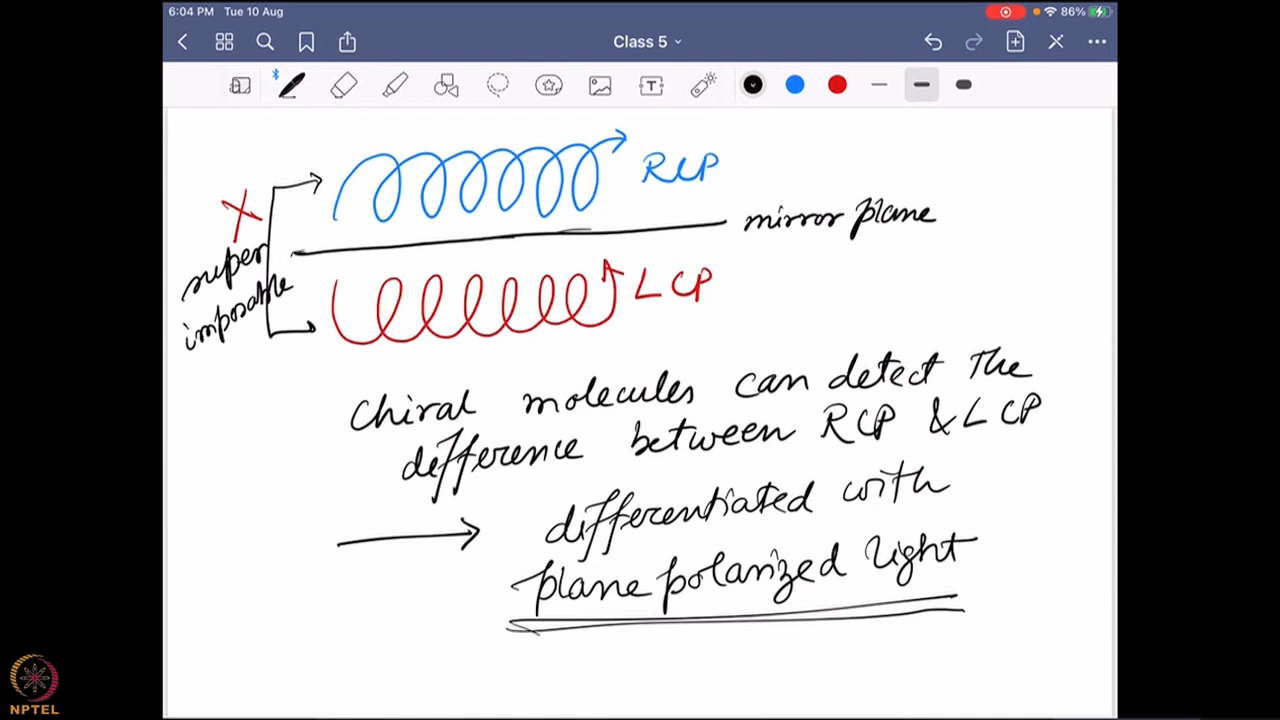 6:04 PM Tue 10 Aug
86%
Class 5
T
RCP
X
mirror plane
super
imposable
LCP
Chiral molecules can detect the
difference between RCP & LCP
differentiated with
plane polarized light
NPTEL